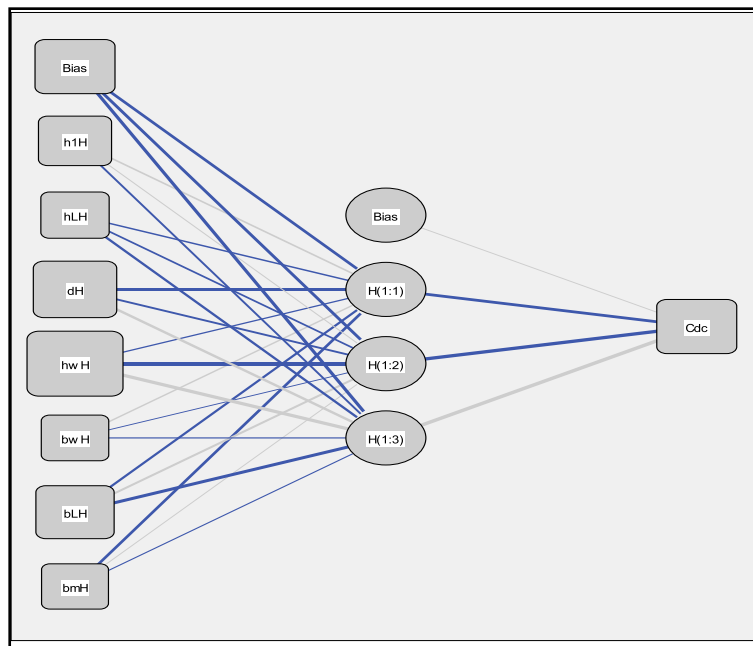 Bias
h1H
hLH
dH
hw H
bw H
bLH
bmH
Bias
H(1:1)
H(1:2)
H(1:3)
Cdc